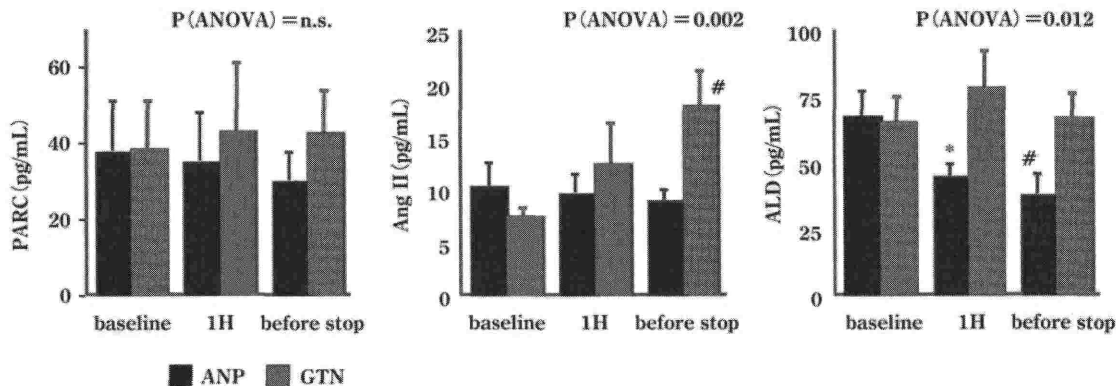 P(ANOVA)=n.s.
PARC(pg/mL)
60
40
20
0
baseline 1H before stop
P(ANOVA)=0.002
Ang II(pg/mL)
25
20
15
10
5
0
#
baseline 1H before stop
P(ANOVA)=0.012
ALD(pg/mL)
100
75
50
25
0
*
#
baseline 1H before stop
ANP GTN